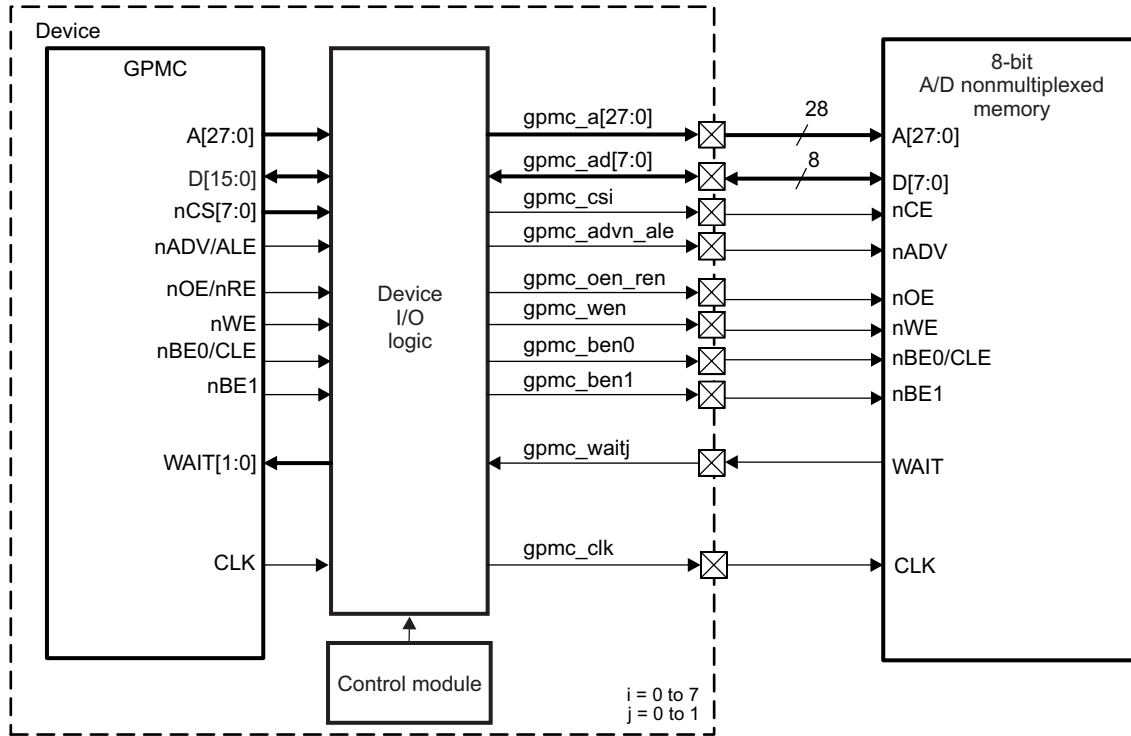 Device
GPMC
A[27:0]
D[15:0]
nCS[7:0]
nADV/ALE
nOE/nRE
nWE
nBE0/CLE
nBE1
WAIT[1:0]
CLK
Device
I/O
logic
Control module
gpmc_a[27:0]
gpmc_ad[7:0]
gpmc_csi
gpmc_advn_ale
gpmc_oen_ren
gpmc_wen
gpmc_ben0
gpmc_ben1
gpmc_waitj
gpmc_clk
i = 0 to 7
j = 0 to 1
28
8
8-bit
A/D nonmultiplexed
memory
A[27:0]
D[7:0]
nCE
nADV
nOE
nWE
nBE0/CLE
nBE1
WAIT
CLK